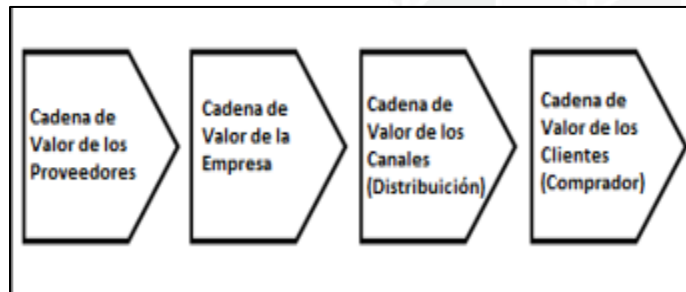 Cadena de
Valor de los
Proveedores
Cadena de
Valor de la
Empresa
Cadena de
Valor de los
Canales
(Distribuición)
Cadena de
Valor de los
Clientes
(Comprador)